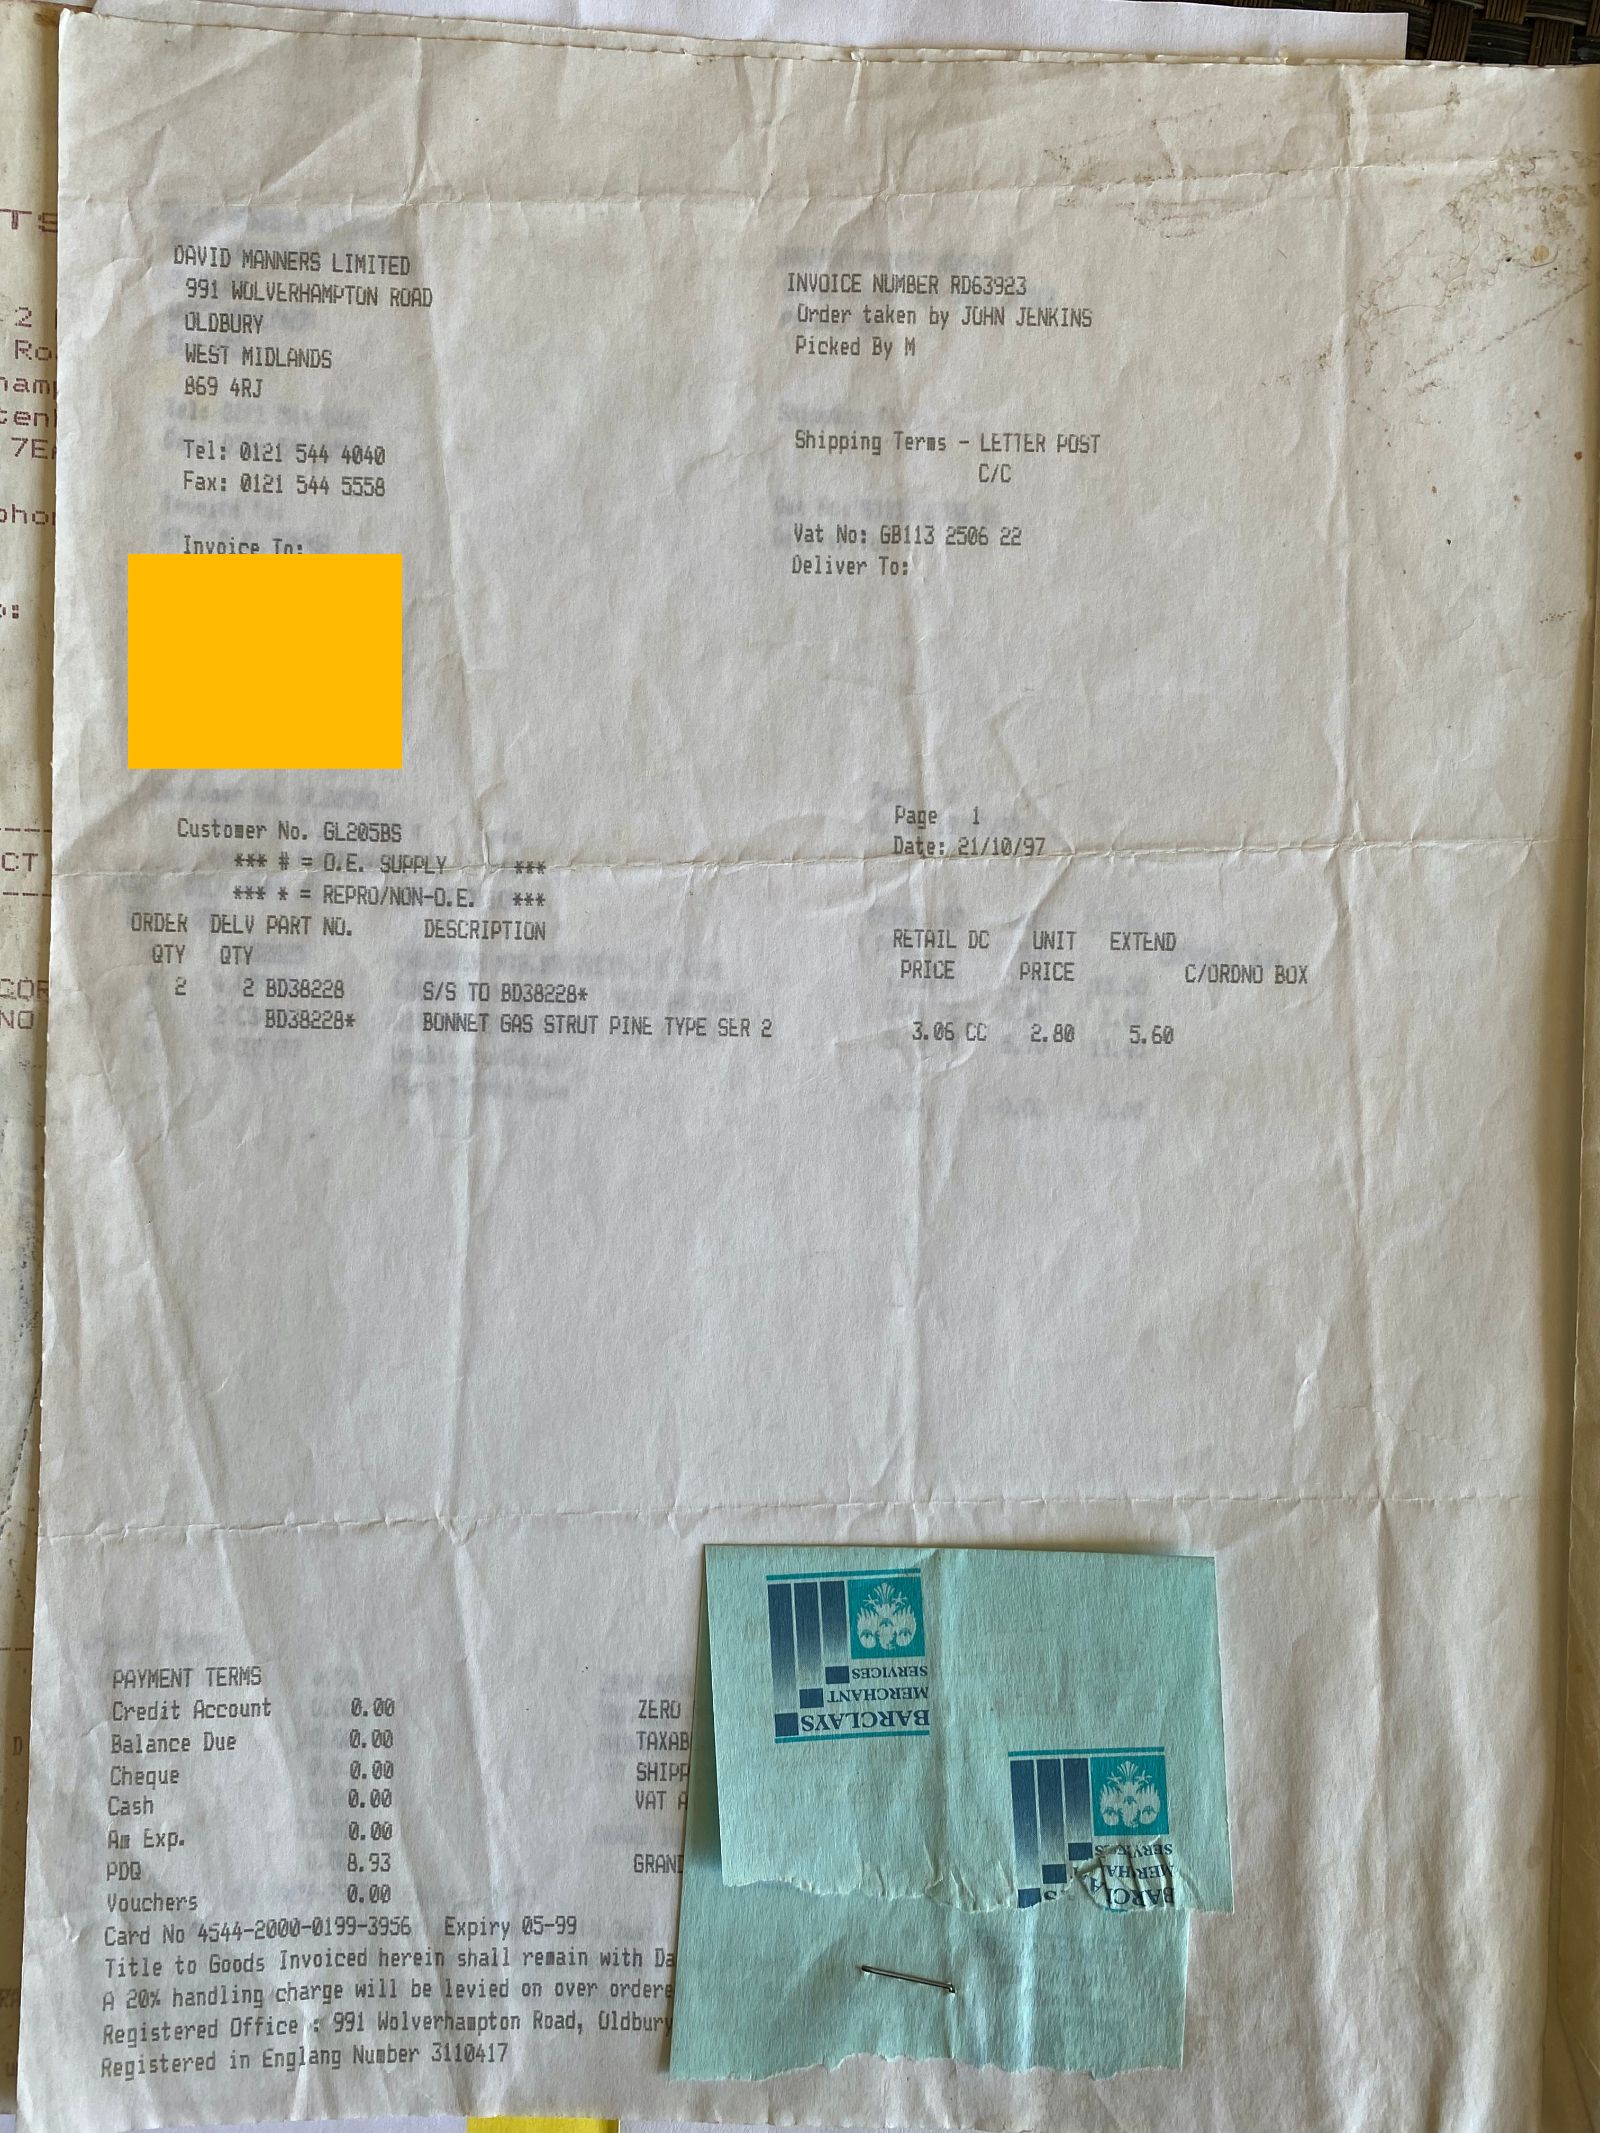 DAVID MANNERS LIMITED
991 WOLVERHAMPTON ROAD
OLDBURY
WEST MIDLANDS
B69 4RJ
Tel: 0121 544 4040
Fax: 0121 544 5558
Invoice To:
INVOICE NUMBER RD63923
Order taken by JOHN JENKINS
Picked By M
Shipping Terms - LETTER POST
C/C
Vat No: GB113 2506 22
Deliver To:
Customer No. GL205BS
Page 1
Date: 21/10/97
*** # = O.E. SUPPLY ***
*** * = REPRO/NON-O.E. ***
ORDER DELV PART NO. DESCRIPTION RETAIL DC UNIT EXTEND
QTY QTY PRICE PRICE C/ORDNO BOX
2 2 BD38228 S/S TO BD38228*
BD38228* BONNET GAS STRUT PINE TYPE SER 2 3.06 CC 2.80 5.60
PAYMENT TERMS
Credit Account 0.00 ZERO
Balance Due 0.00 TAXAB
Cheque 0.00 SHIPP
Cash 0.00 VAT A
Am Exp. 0.00
PDQ 8.93 GRAND
Vouchers 0.00
Card No 4544-2000-0199-3956 Expiry 05-99
Title to Goods Invoiced herein shall remain with Da
A 20% handling charge will be levied on over ordere
Registered Office : 991 Wolverhampton Road, Oldbury
Registered in Englang Number 3110417
BARCLAYS
MERCHANT
SERVICES